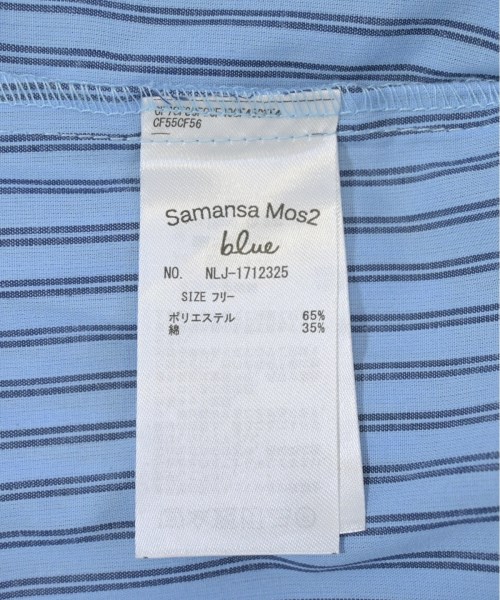 CF55CF56
Samansa Mos2
blue
NO. NLJ-1712325
SIZE フリー
ポリエステル 65%
綿 35%